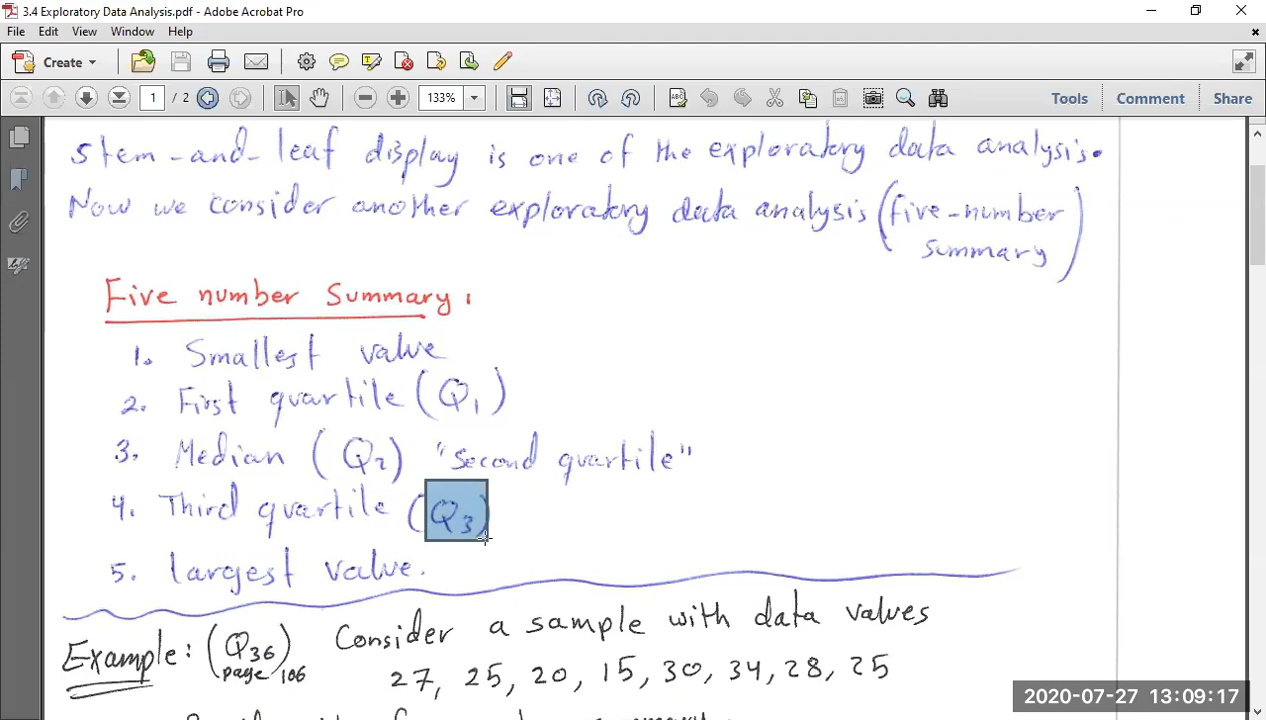 3.4 Exploratory Data Analysis.pdf - Adobe Acrobat Pro
File Edit View Window Help
Create
1 / 2 133% Tools Comment Share
Stem-and-leaf display is one of the exploratory data analysis.
Now we consider another exploratory data analysis (five-number
summary)
Five number Summary:
1. Smallest value
2. First quartile (Q1)
3. Median (Q2) "second quartile"
4. Third quartile (Q3)
5. largest value.
Example: (Q36) Consider a sample with data values
page 106
27, 25, 20, 15, 30, 34, 28, 25
2020-07-27 13:09:17